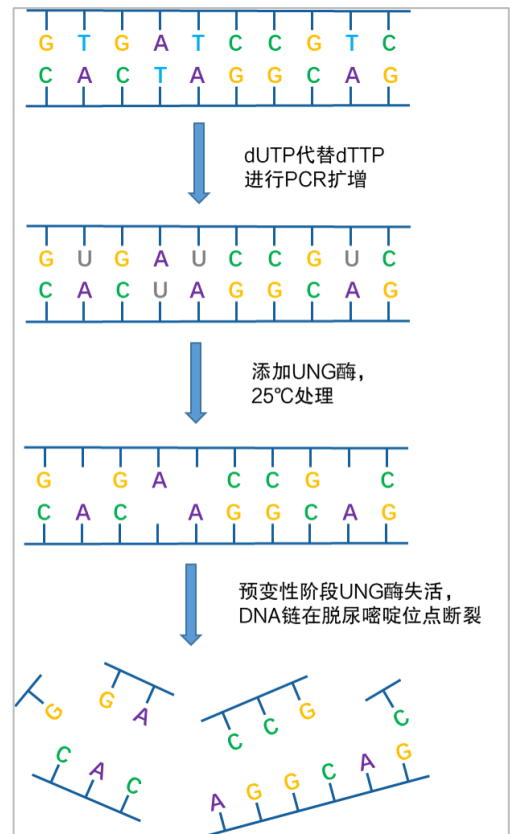 G T G A T C C G T C
C A C T A G G C A G
dUTP代替dTTP
进行PCR扩增
G U G A U C C G U C
C A C U A G G C A G
添加UNG酶，
25℃处理
G G A C C G C
C A C A G G C A G
预变性阶段UNG酶失活，
DNA链在脱尿嘧啶位点断裂
G G A C C G C
C A C A G G C A G